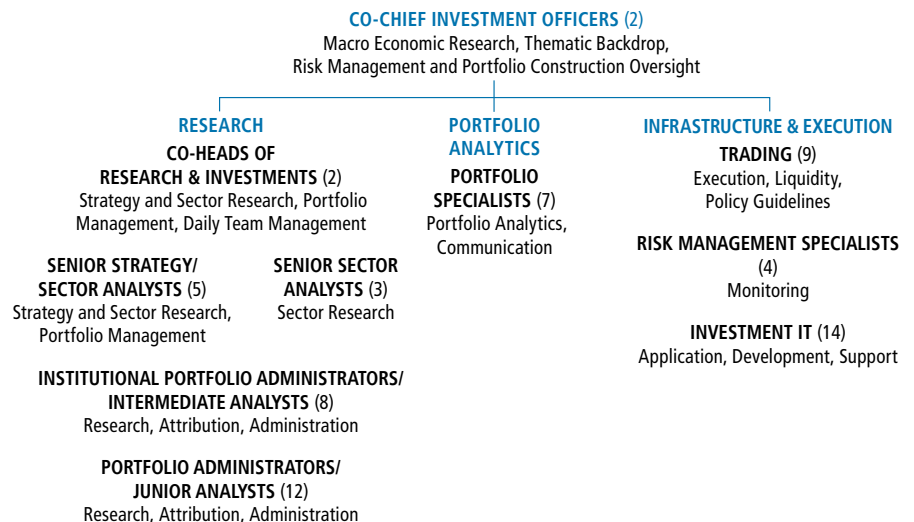 CO-CHIEF INVESTMENT OFFICERS (2)
Macro Economic Research, Thematic Backdrop,
Risk Management and Portfolio Construction Oversight
RESEARCH
CO-HEADS OF
RESEARCH & INVESTMENTS (2)
Strategy and Sector Research, Portfolio
Management, Daily Team Management
SENIOR STRATEGY/
SECTOR ANALYSTS (5)
Strategy and Sector Research,
Portfolio Management
SENIOR SECTOR
ANALYSTS (3)
Sector Research
INSTITUTIONAL PORTFOLIO ADMINISTRATORS/
INTERMEDIATE ANALYSTS (8)
Research, Attribution, Administration
PORTFOLIO ADMINISTRATORS/
JUNIOR ANALYSTS (12)
Research, Attribution, Administration
PORTFOLIO
ANALYTICS
PORTFOLIO
SPECIALISTS (7)
Portfolio Analytics,
Communication
INFRASTRUCTURE & EXECUTION
TRADING (9)
Execution, Liquidity,
Policy Guidelines
RISK MANAGEMENT SPECIALISTS
(4)
Monitoring
INVESTMENT IT (14)
Application, Development, Support